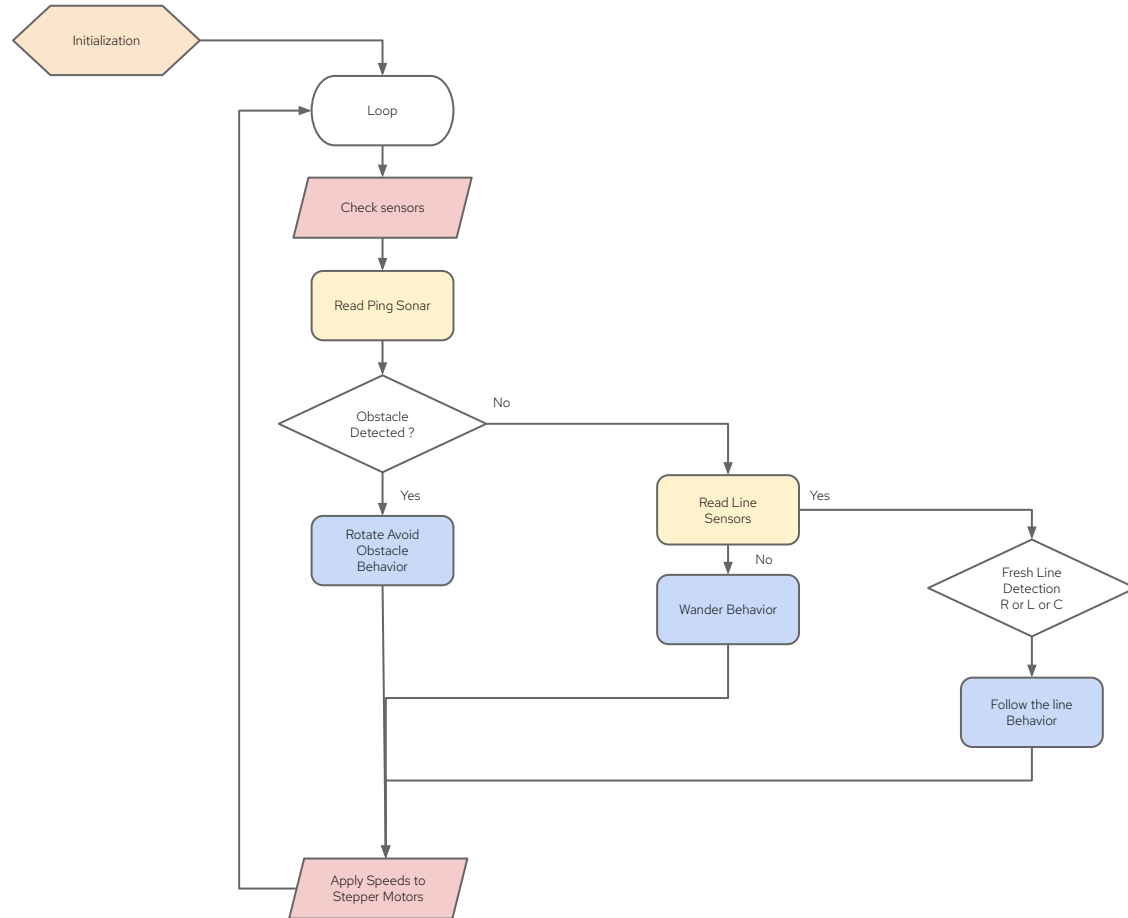 Initialization
Loop
Check sensors
Read Ping Sonar
Obstacle
Detected ?
No
Yes
Rotate Avoid
Obstacle
Behavior
Read Line
Sensors
Yes
No
Wander Behavior
Fresh Line
Detection
R or L or C
Follow the line
Behavior
Apply Speeds to
Stepper Motors